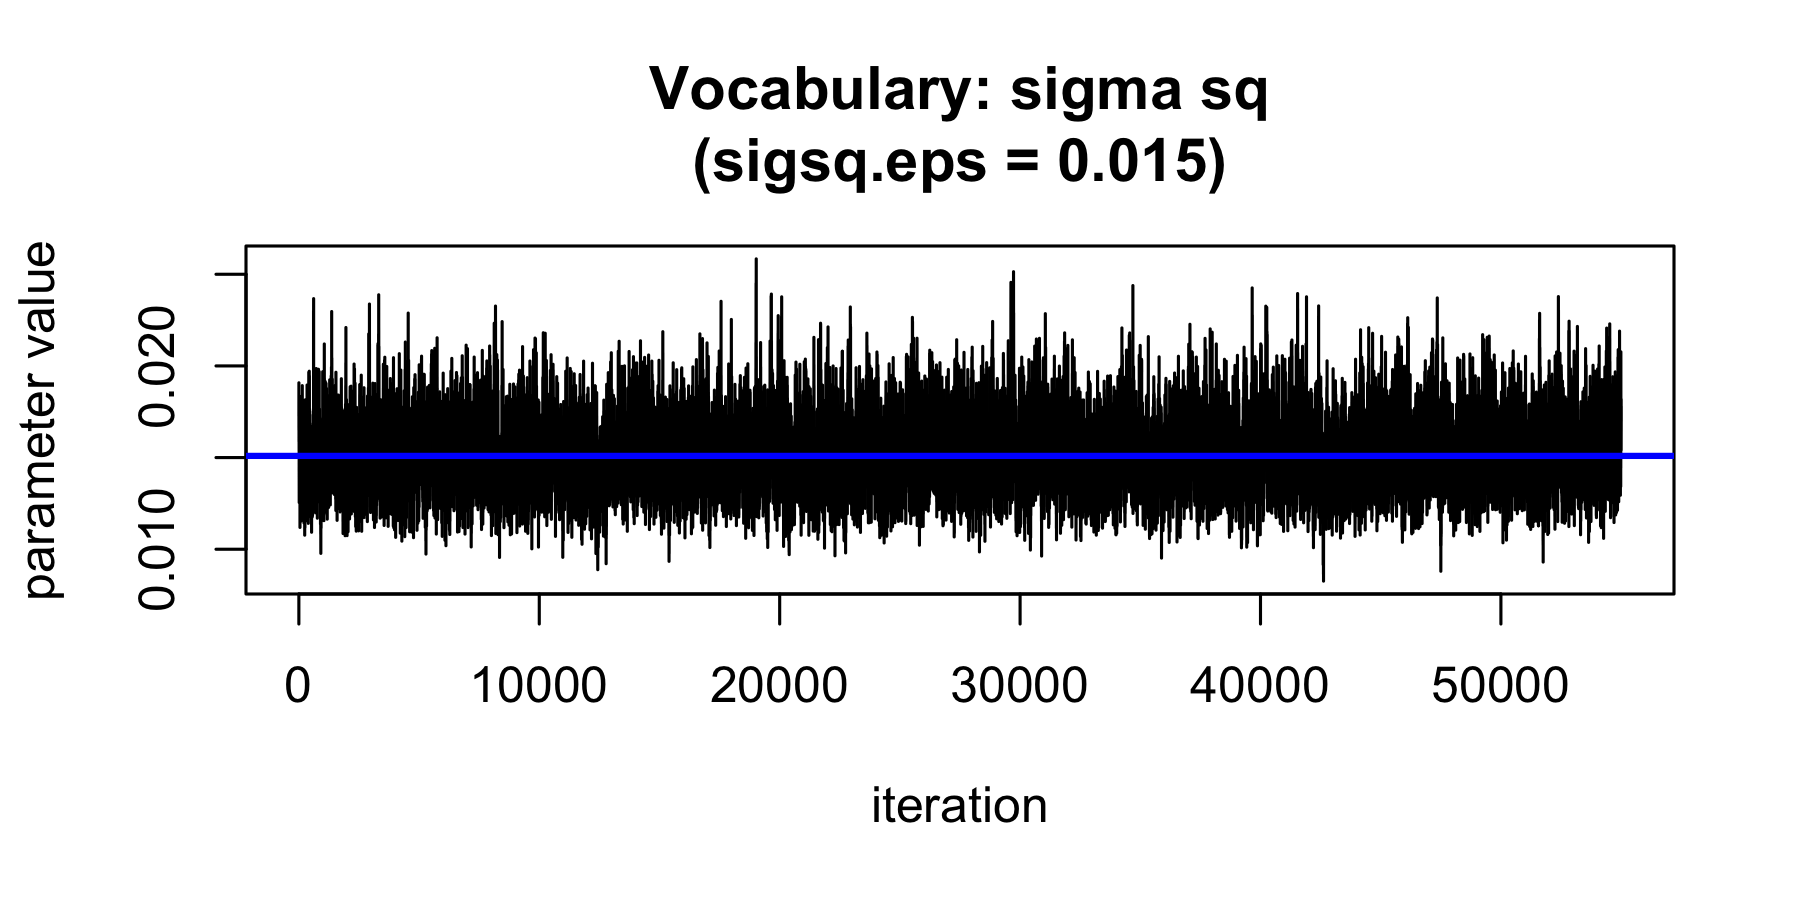 Vocabulary: sigma sq
(sigsq.eps = 0.015)
parameter value
0.020
0.010
0 10000 20000 30000 40000 50000
iteration